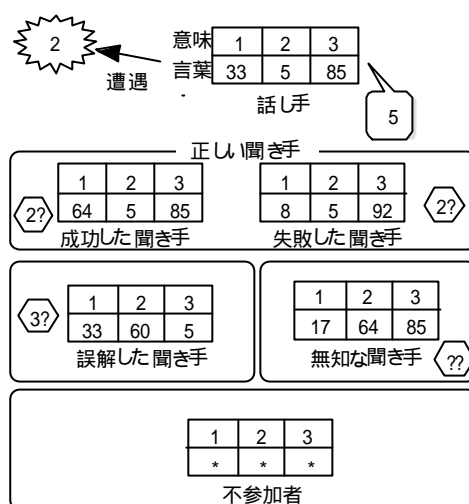 2
遭遇
意味 1 2 3
言葉 33 5 85
話し手
5
正しい聞き手
1 2 3
64 5 85
2?
成功した聞き手
1 2 3
8 5 92
2?
失敗した聞き手
3?
1 2 3
33 60 5
誤解した聞き手
1 2 3
17 64 85
無知な聞き手
??
1 2 3
* * *
不参加者